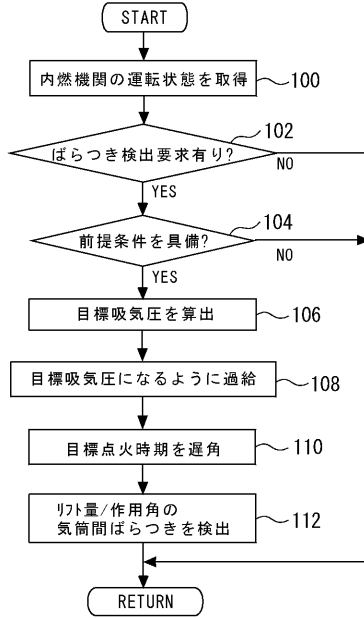 START
内燃機関の運転状態を取得
100
102
ばらつき検出要求有り?
NO
YES
104
前提条件を具備?
NO
YES
目標吸気圧を算出
106
目標吸気圧になるように過給
108
目標点火時期を遅角
110
ﾘﾌﾄ量/作用角の
気筒間ばらつきを検出
112
RETURN